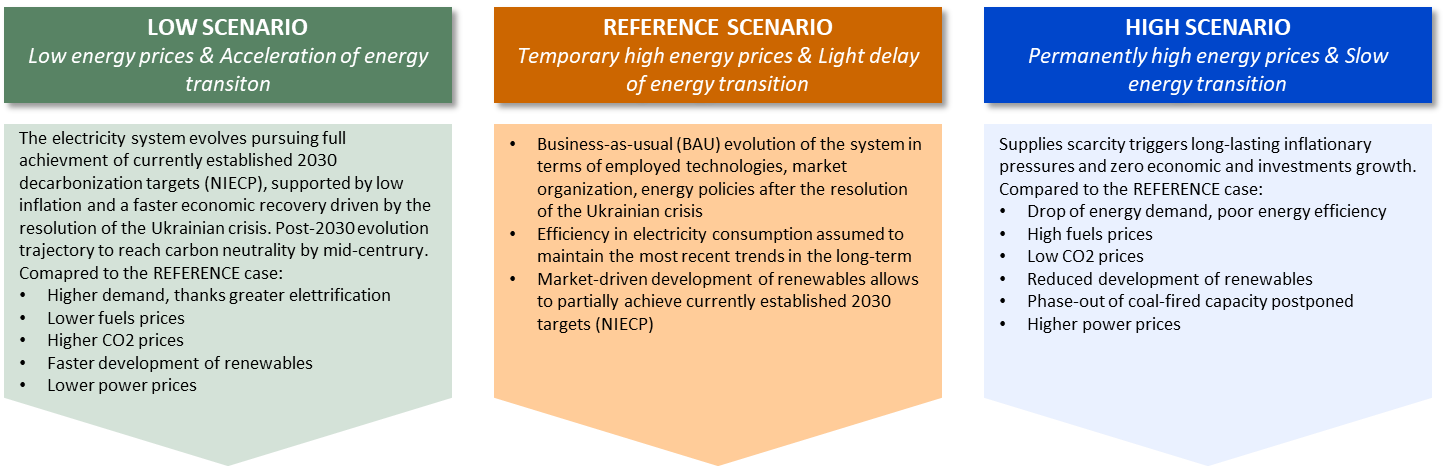 LOW SCENARIO
Low energy prices & Acceleration of energy
transiton
The electricity system evolves pursuing full
achievment of currently established 2030
decarbonization targets (NIECP), supported by low
inflation and a faster economic recovery driven by the
resolution of the Ukrainian crisis. Post-2030 evolution
trajectory to reach carbon neutrality by mid-centrury.
Comapred to the REFERENCE case:
• Higher demand, thanks greater elettrification
• Lower fuels prices
• Higher CO2 prices
• Faster development of renewables
• Lower power prices
REFERENCE SCENARIO
Temporary high energy prices & Light delay
of energy transition
• Business-as-usual (BAU) evolution of the system in
terms of employed technologies, market
organization, energy policies after the resolution
of the Ukrainian crisis
• Efficiency in electricity consumption assumed to
maintain the most recent trends in the long-term
• Market-driven development of renewables allows
to partially achieve currently established 2030
targets (NIECP)
HIGH SCENARIO
Permanently high energy prices & Slow
energy transition
Supplies scarcity triggers long-lasting inflationary
pressures and zero economic and investments growth.
Compared to the REFERENCE case:
• Drop of energy demand, poor energy efficiency
• High fuels prices
• Low CO2 prices
• Reduced development of renewables
• Phase-out of coal-fired capacity postponed
• Higher power prices